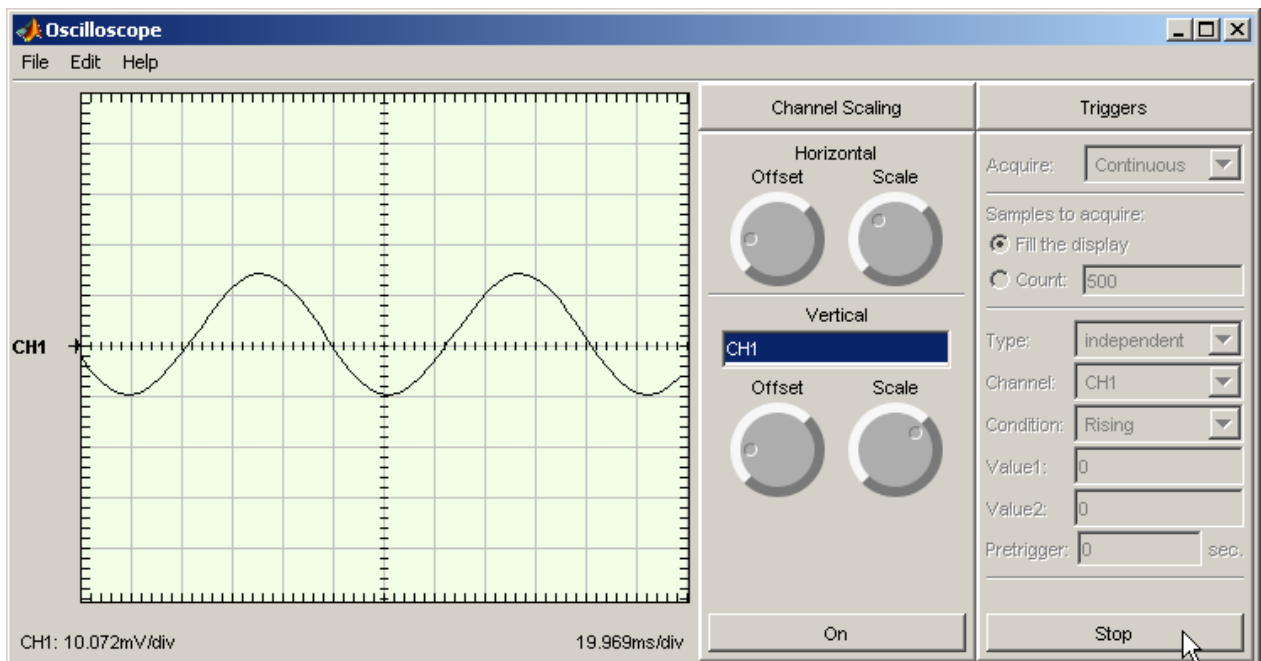 Oscilloscope
File Edit Help
Channel Scaling
Triggers
Horizontal
Offset Scale
Acquire: Continuous
Samples to acquire:
Fill the display
Count: 500
Vertical
CH1
CH1
Offset Scale
Type: independent
Channel: CH1
Condition: Rising
Value1: 0
Value2: 0
Pretrigger: 0 sec.
CH1: 10.072mV/div
19.969ms/div
On
Stop